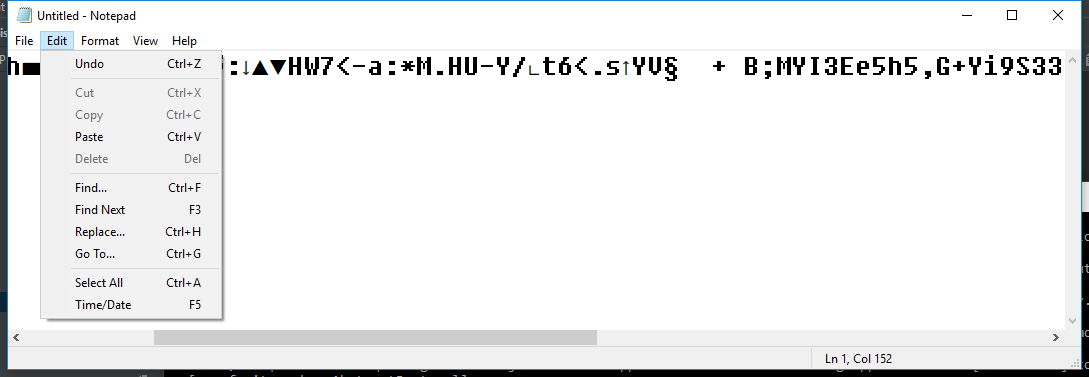 Untitled - Notepad
File Edit Format View Help
h■ :↓▲▼HW7<-a:*M.HU-Y/∟t6<.s↑YV§ + B;MYI3Ee5h5,G+Yi9S33
Undo Ctrl+Z
Cut Ctrl+X
Copy Ctrl+C
Paste Ctrl+V
Delete Del
Find... Ctrl+F
Find Next F3
Replace... Ctrl+H
Go To... Ctrl+G
Select All Ctrl+A
Time/Date F5
Ln 1, Col 152